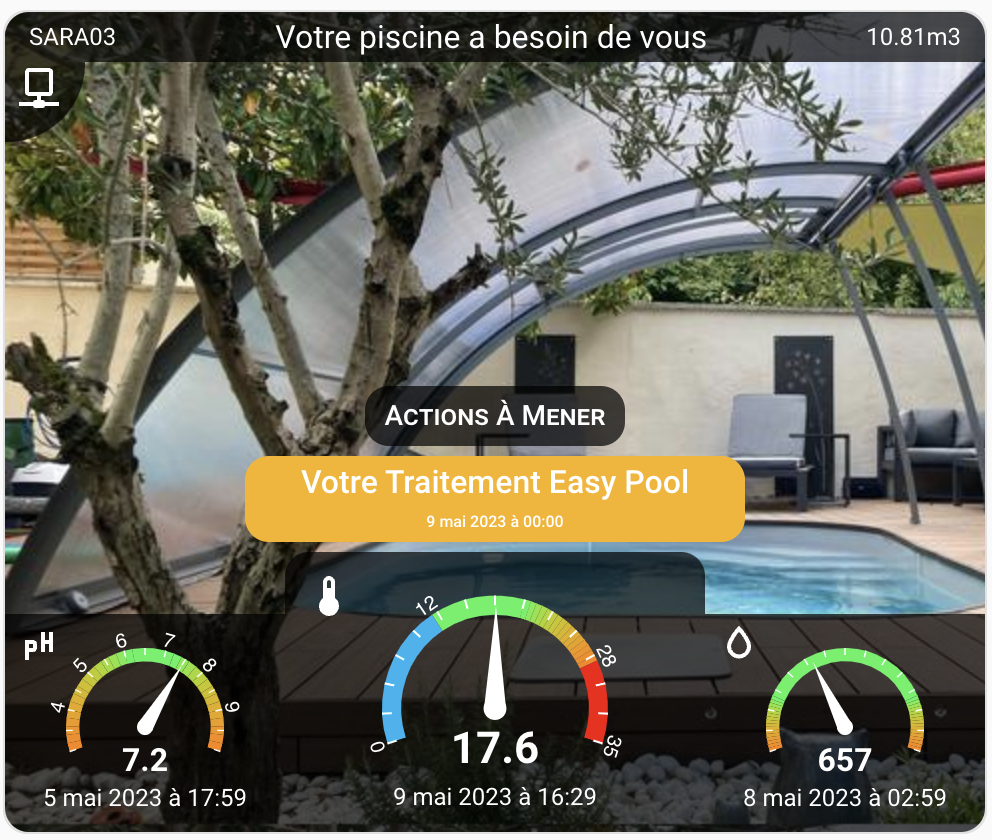 SARA03 Votre piscine a besoin de vous 10.81m3
Actions À Mener
Votre Traitement Easy Pool
9 mai 2023 à 00:00
pH
4 5 6 7 8 9
0 12 28 35
7.2 17.6 657
5 mai 2023 à 17:59 9 mai 2023 à 16:29 8 mai 2023 à 02:59